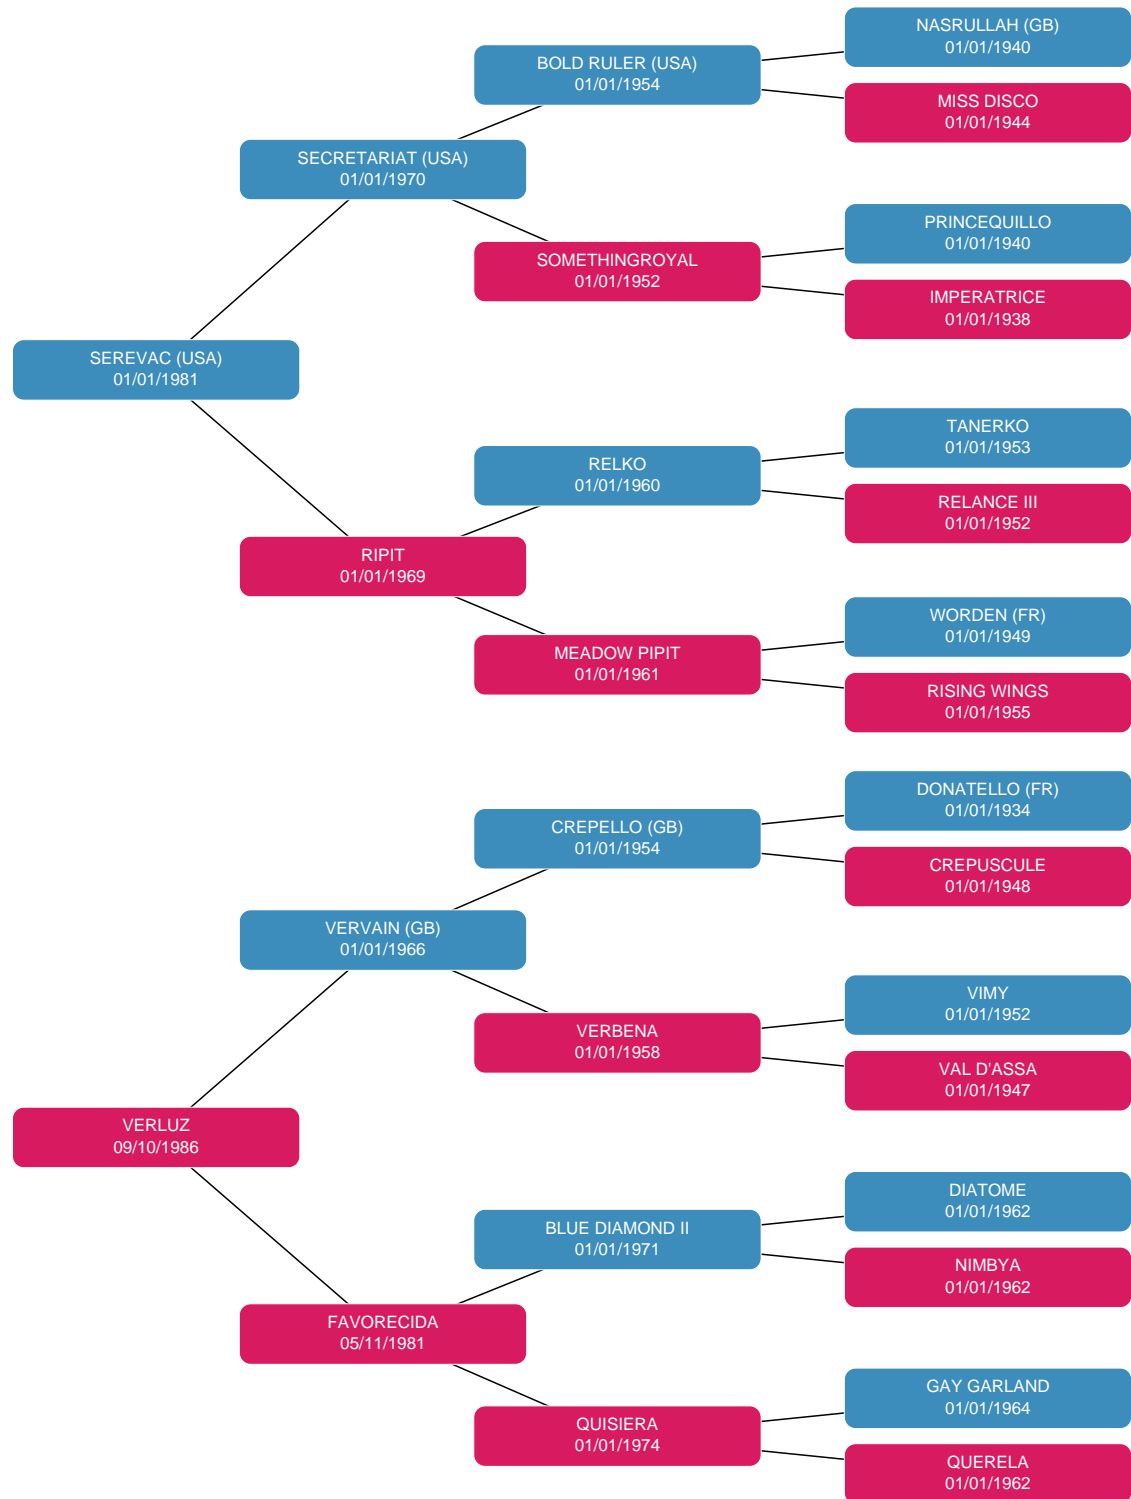 NASRULLAH (GB)
01/01/1940
BOLD RULER (USA)
01/01/1954
MISS DISCO
01/01/1944
SECRETARIAT (USA)
01/01/1970
PRINCEQUILLO
01/01/1940
SOMETHINGROYAL
01/01/1952
IMPERATRICE
01/01/1938
SEREVAC (USA)
01/01/1981
TANERKO
01/01/1953
RELKO
01/01/1960
RELANCE III
01/01/1952
RIPIT
01/01/1969
WORDEN (FR)
01/01/1949
MEADOW PIPIT
01/01/1961
RISING WINGS
01/01/1955
DONATELLO (FR)
01/01/1934
CREPELLO (GB)
01/01/1954
CREPUSCULE
01/01/1948
VERVAIN (GB)
01/01/1966
VIMY
01/01/1952
VERBENA
01/01/1958
VAL D'ASSA
01/01/1947
VERLUZ
09/10/1986
DIATOME
01/01/1962
BLUE DIAMOND II
01/01/1971
NIMBYA
01/01/1962
FAVORECIDA
05/11/1981
GAY GARLAND
01/01/1964
QUISIERA
01/01/1974
QUERELA
01/01/1962